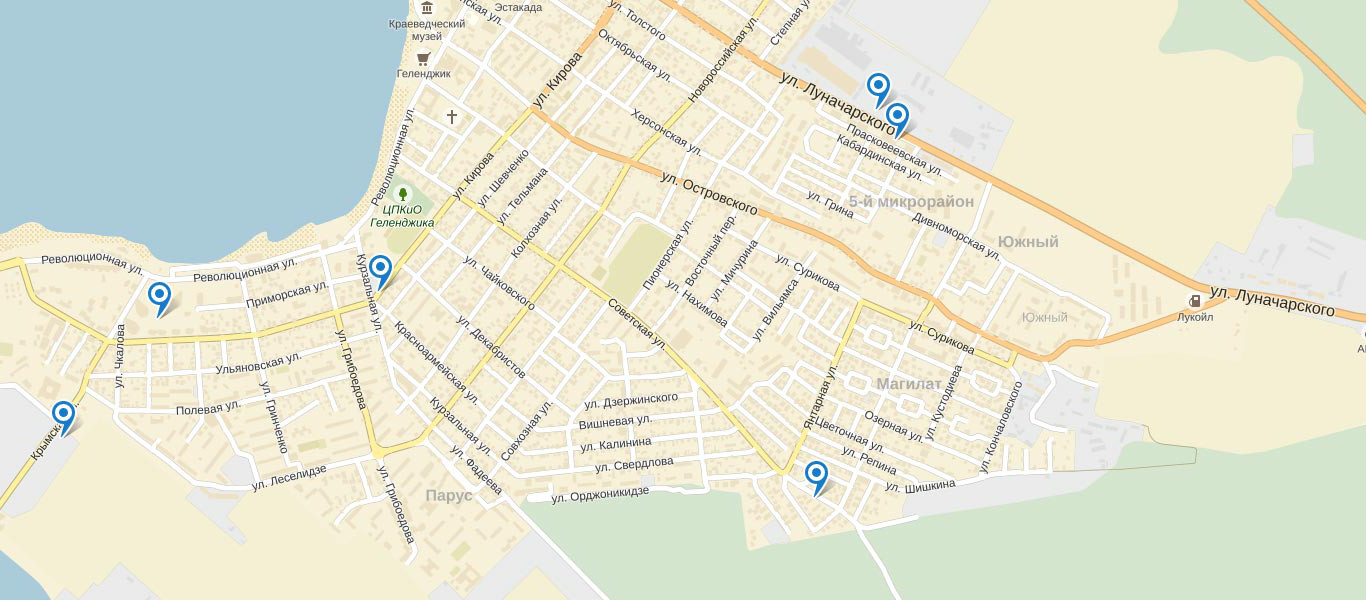 Эстакада
ул. Толстого
Степная ул.
Краеведческий
музей
Октябрьская ул.
Новороссийская ул.
Геленджик
ул. Кирова
ул. Луначарского
Революционная ул.
Херсонская ул.
Прасковеевская ул.
Кабардинская ул.
ул. Кирова
ул. Шевченко
ул. Тельмана
ул. Островского
ул. Грина
5-й микрорайон
ЦПКиО
Геленджика
Колхозная ул.
Пионерская ул.
Восточный пер.
Дивноморская ул.
Южный
Революционная ул.
Революционная ул.
Курзальная ул.
ул. Чайковского
ул. Мичурина
ул. Сурикова
Приморская ул.
ул. Нахимова
ул. Вильямса
ул. Луначарского
Лукойл
Южный
Советская ул.
ул. Чкалова
ул. Грибоедова
Красноармейская ул.
ул. Декабристов
ул. Сурикова
Ульяновская ул.
Магилат
Янтарная ул.
ул. Кустодиева
ул. Кончаловского
Полевая ул.
ул. Гринченко
Курзальная ул.
Совхозная ул.
ул. Дзержинского
Вишневая ул.
ул. Калинина
ул. Свердлова
Озерная ул.
Цветочная ул.
ул. Репина
ул. Шишкина
ул. Леселидзе
ул. Фадеева
ул. Грибоедова
Парус
ул. Орджоникидзе